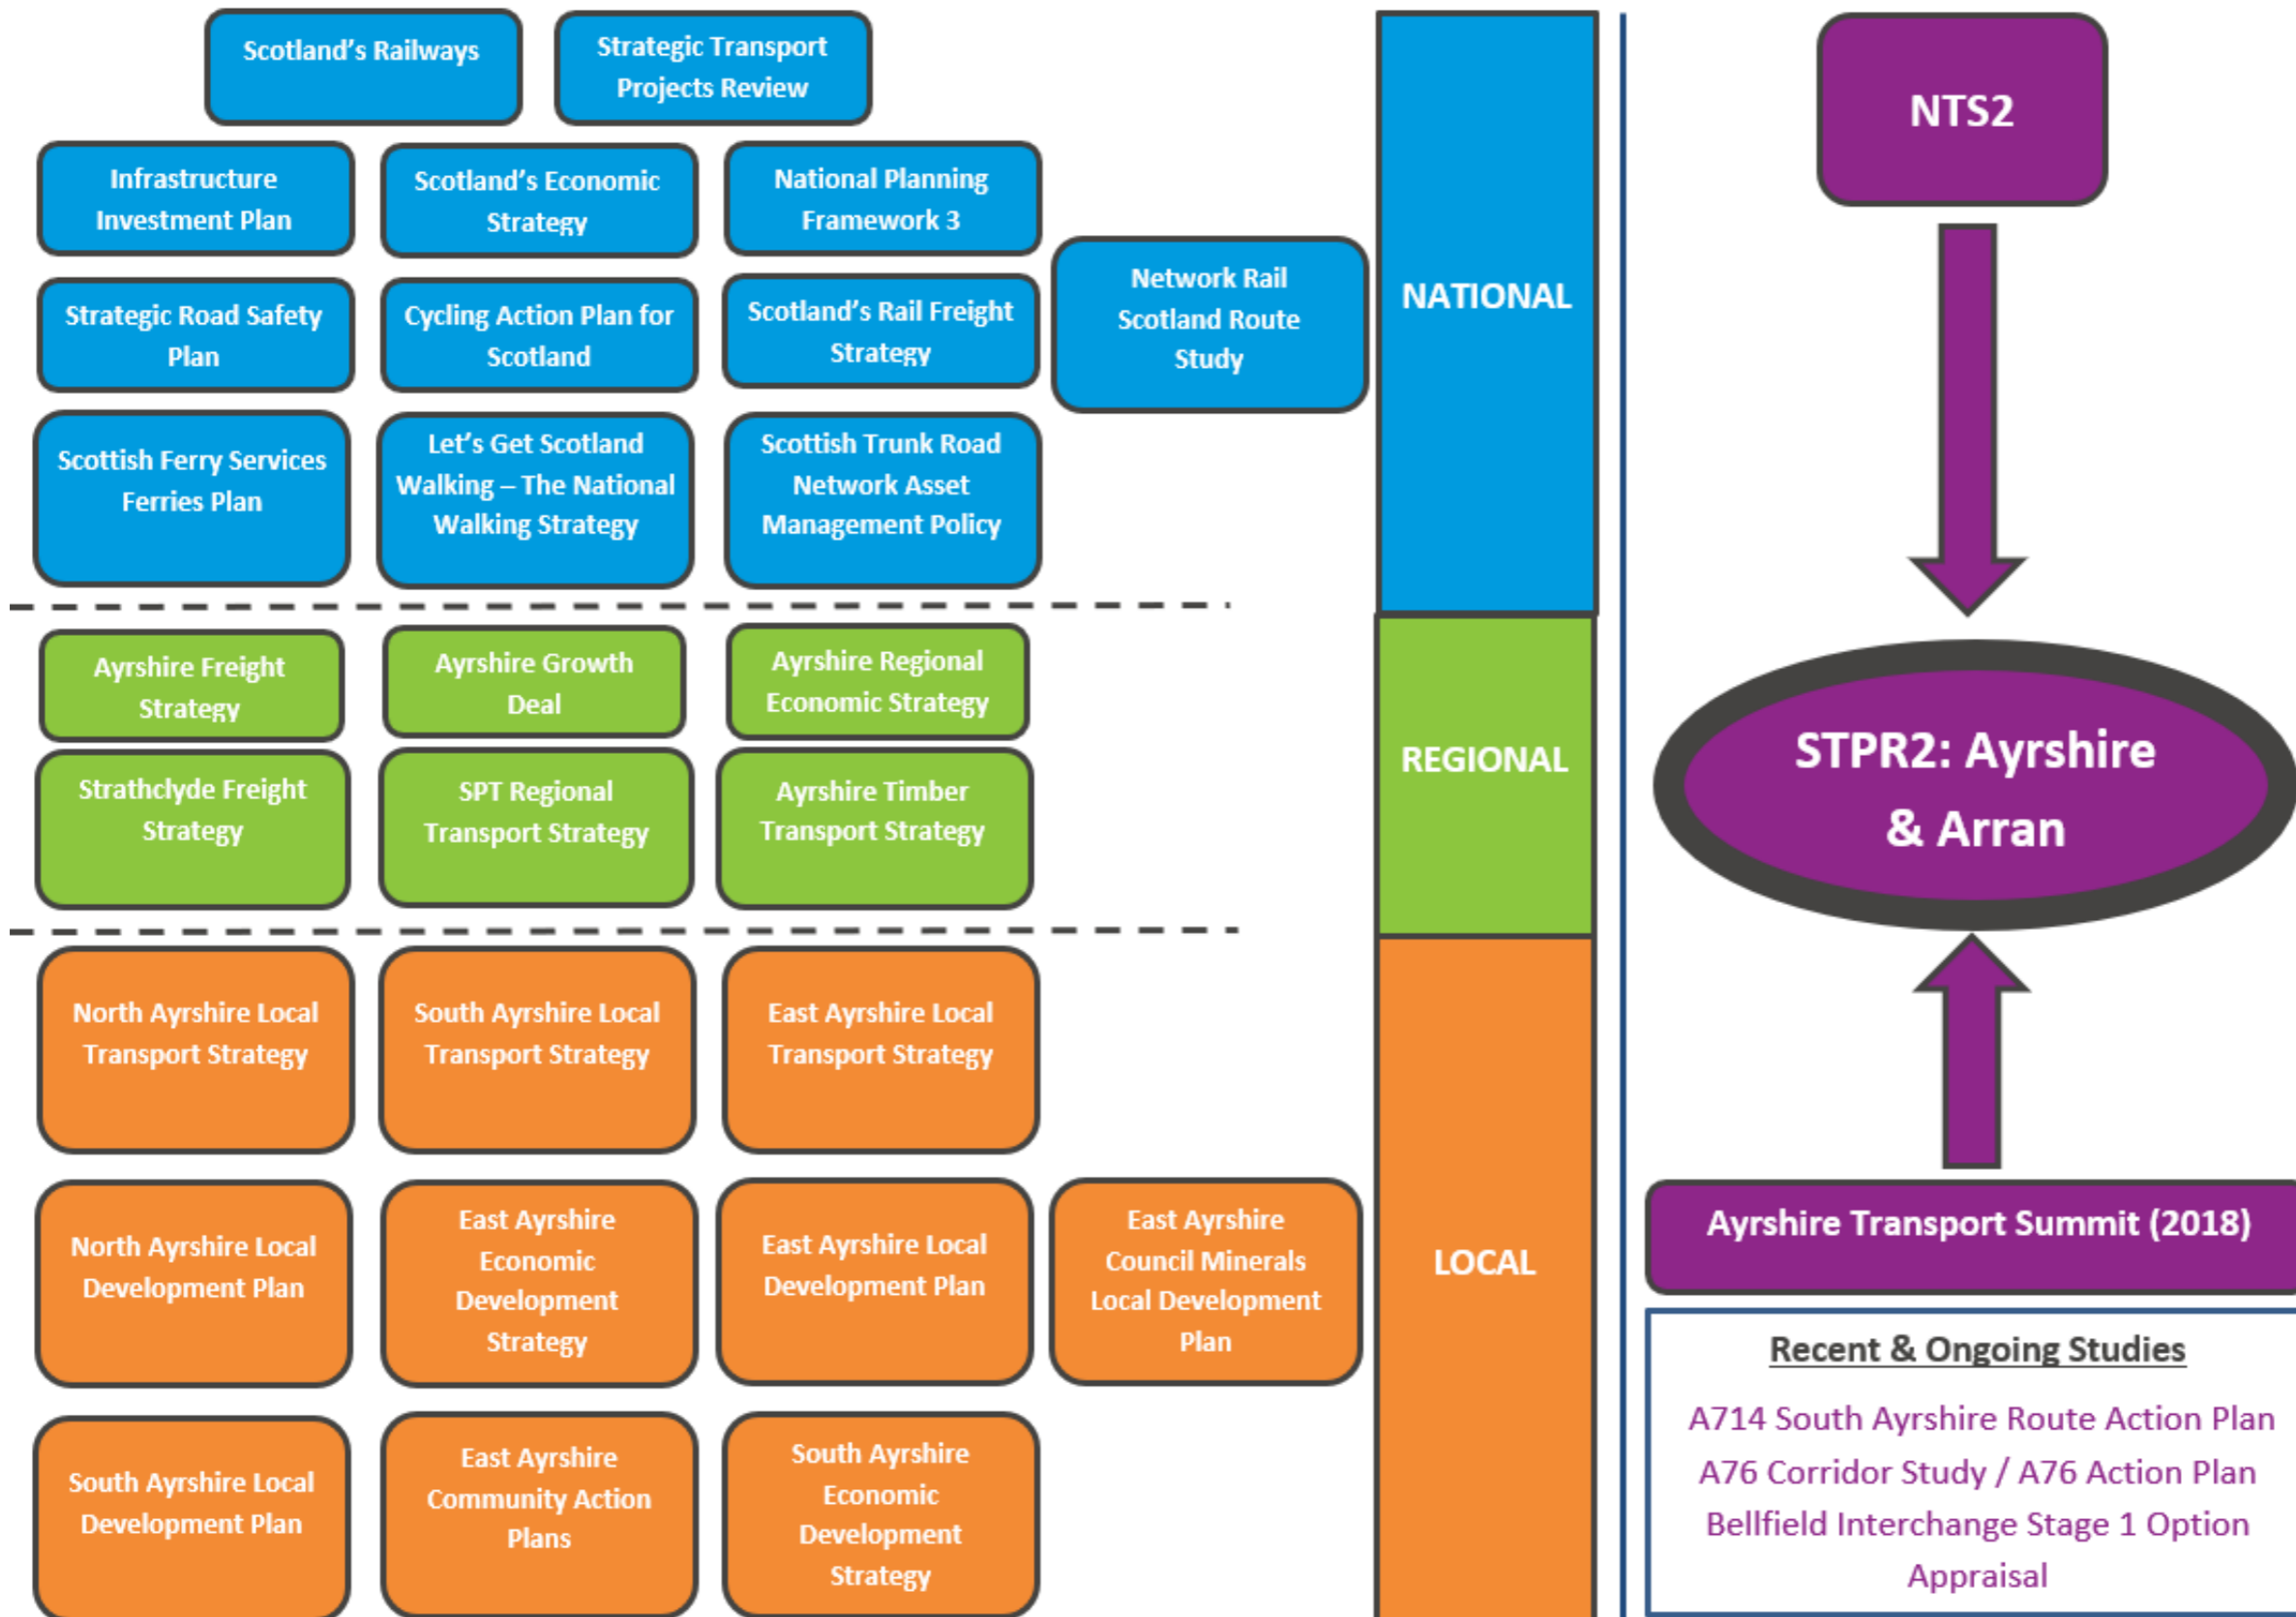 Scotland's Railways
Strategic Transport
Projects Review
Infrastructure
Investment Plan
Scotland's Economic
Strategy
National Planning
Framework 3
Strategic Road Safety
Plan
Cycling Action Plan for
Scotland
Scotland's Rail Freight
Strategy
Network Rail
Scotland Route
Study
Scottish Ferry Services
Ferries Plan
Let's Get Scotland
Walking – The National
Walking Strategy
Scottish Trunk Road
Network Asset
Management Policy
NATIONAL
Ayrshire Freight
Strategy
Ayrshire Growth
Deal
Ayrshire Regional
Economic Strategy
Strathclyde Freight
Strategy
SPT Regional
Transport Strategy
Ayrshire Timber
Transport Strategy
REGIONAL
North Ayrshire Local
Transport Strategy
South Ayrshire Local
Transport Strategy
East Ayrshire Local
Transport Strategy
North Ayrshire Local
Development Plan
East Ayrshire
Economic
Development
Strategy
East Ayrshire Local
Development Plan
East Ayrshire
Council Minerals
Local Development
Plan
South Ayrshire Local
Development Plan
East Ayrshire
Community Action
Plans
South Ayrshire
Economic
Development
Strategy
LOCAL
NTS2
STPR2: Ayrshire
& Arran
Ayrshire Transport Summit (2018)
Recent & Ongoing Studies
A714 South Ayrshire Route Action Plan
A76 Corridor Study / A76 Action Plan
Bellfield Interchange Stage 1 Option
Appraisal